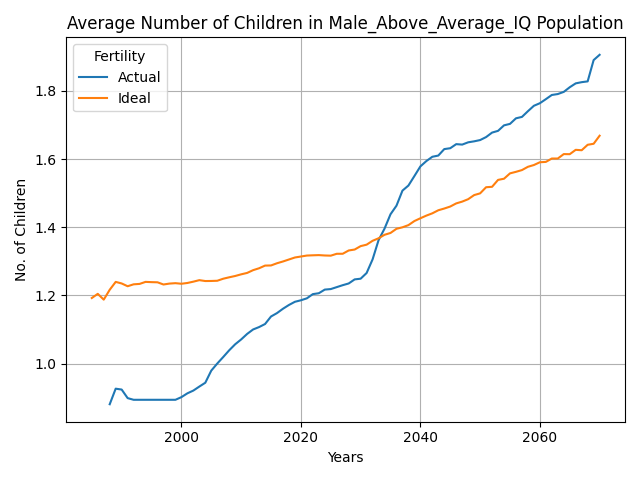 Average Number of Children in Male_Above_Average_IQ Population
Fertility
Actual
Ideal
No. of Children
1.8
1.6
1.4
1.2
1.0
2000
2020
2040
2060
Years